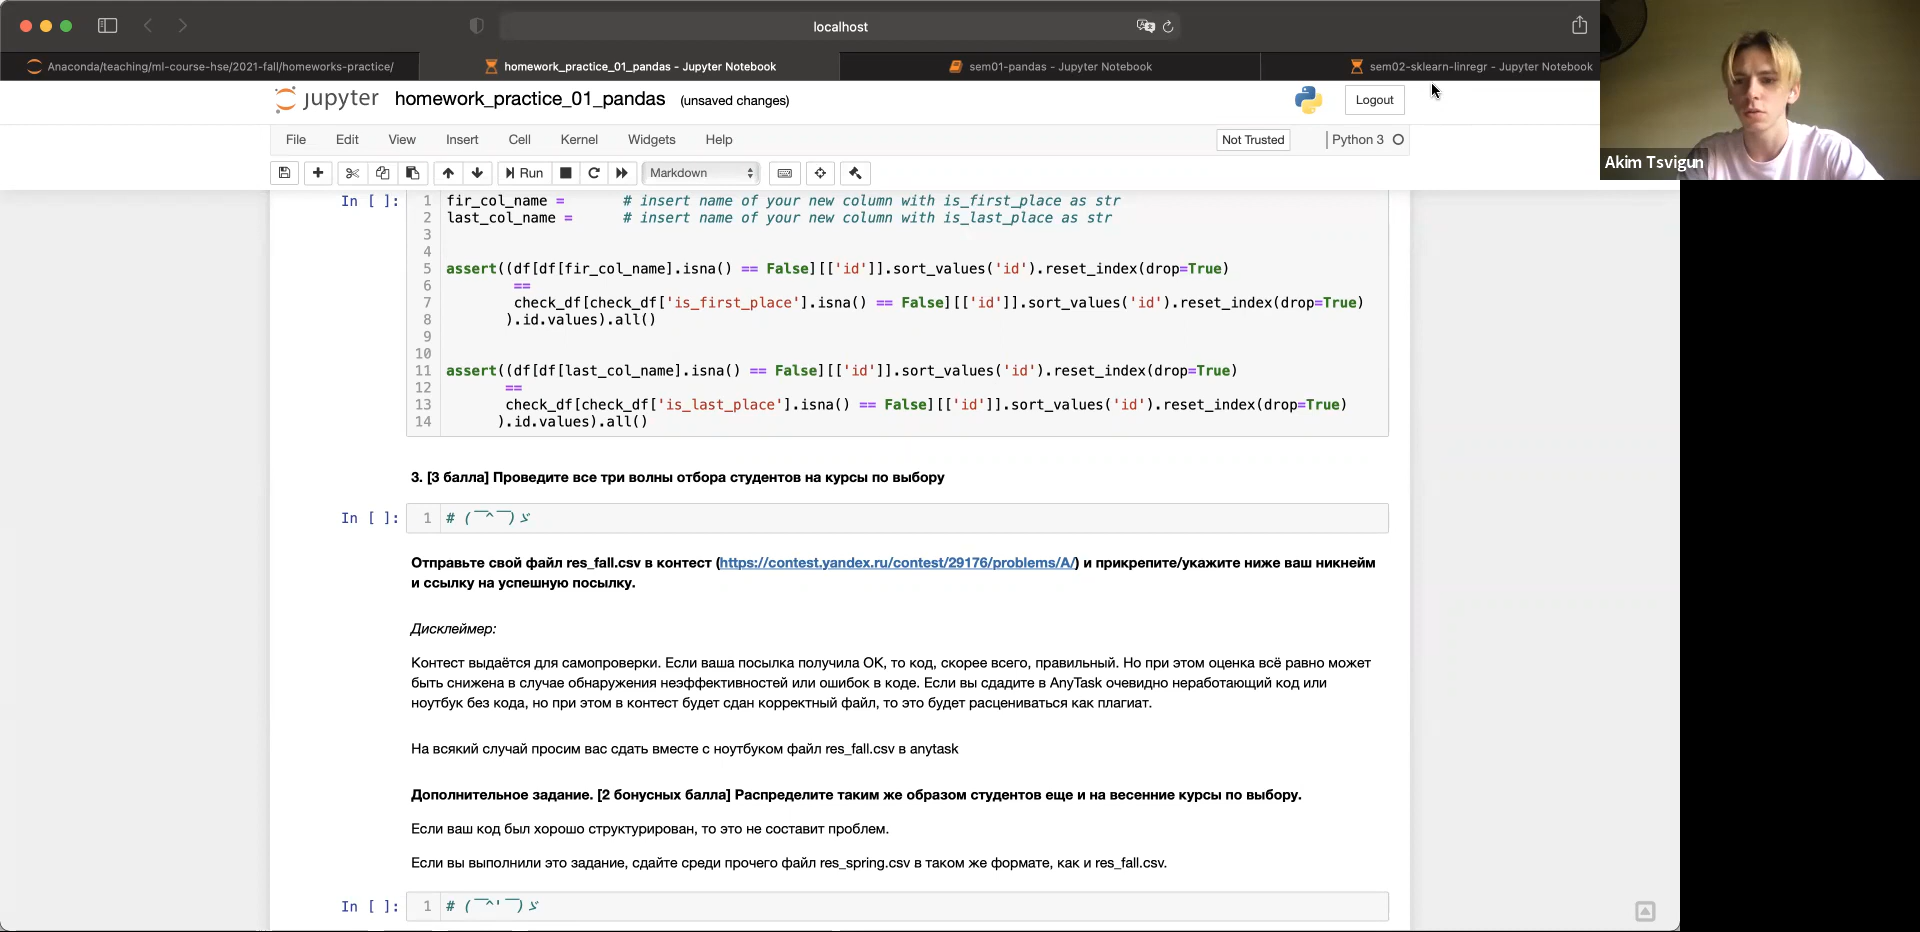 localhost
Anaconda/teaching/ml-course-hse/2021-fall/homeworks-practice/
homework_practice_01_pandas - Jupyter Notebook
sem01-pandas - Jupyter Notebook
sem02-sklearn-linregr - Jupyter Notebook
jupyter homework_practice_01_pandas (unsaved changes)
Logout
Akim Tsvigun
File Edit View Insert Cell Kernel Widgets Help
Not Trusted
Python 3
Run
Markdown
In [ ]:
1 fir_col_name = # insert name of your new column with is_first_place as str
2 last_col_name = # insert name of your new column with is_last_place as str
3
4
5 assert((df[df[fir_col_name].isna() == False][['id']].sort_values('id').reset_index(drop=True)
6 ==
7 check_df[check_df['is_first_place'].isna() == False][['id']].sort_values('id').reset_index(drop=True)
8 ).id.values).all()
9
10
11 assert((df[df[last_col_name].isna() == False][['id']].sort_values('id').reset_index(drop=True)
12 ==
13 check_df[check_df['is_last_place'].isna() == False][['id']].sort_values('id').reset_index(drop=True)
14 ).id.values).all()
3. [3 балла] Проведите все три волны отбора студентов на курсы по выбору
In [ ]: 1 # (￣^￣)ゞ
Отправьте свой файл res_fall.csv в контест (https://contest.yandex.ru/contest/29176/problems/A/) и прикрепите/укажите ниже ваш никнейм
и ссылку на успешную посылку.
Дисклеймер:
Контест выдаётся для самопроверки. Если ваша посылка получила ОК, то код, скорее всего, правильный. Но при этом оценка всё равно может
быть снижена в случае обнаружения неэффективностей или ошибок в коде. Если вы сдадите в AnyTask очевидно неработающий код или
ноутбук без кода, но при этом в контест будет сдан корректный файл, то это будет расцениваться как плагиат.
На всякий случай просим вас сдать вместе с ноутбуком файл res_fall.csv в anytask
Дополнительное задание. [2 бонусных балла] Распределите таким же образом студентов еще и на весенние курсы по выбору.
Если ваш код был хорошо структурирован, то это не составит проблем.
Если вы выполнили это задание, сдайте среди прочего файл res_spring.csv в таком же формате, как и res_fall.csv.
In [ ]: 1 # (￣^'￣)ゞ